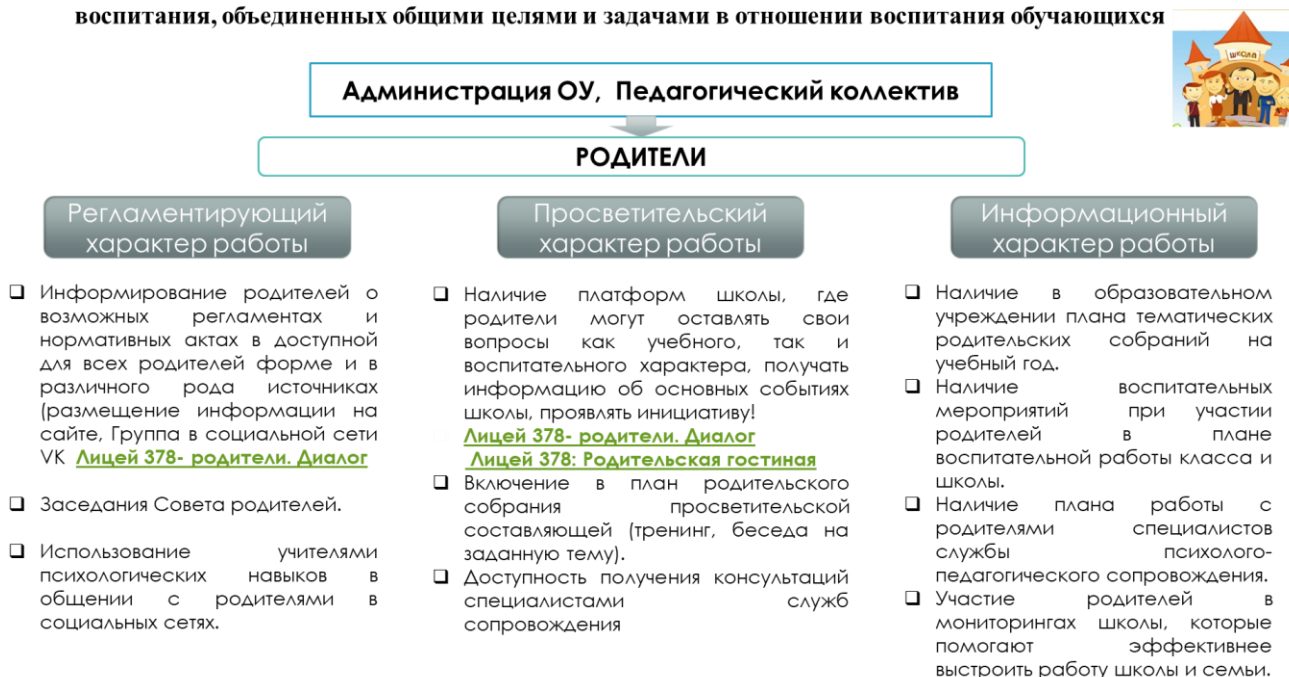 воспитания, объединенных общими целями и задачами в отношении воспитания обучающихся
ШКОЛА
Администрация ОУ, Педагогический коллектив
РОДИТЕЛИ
Регламентирующий
характер работы
Информирование родителей о
возможных регламентах и
нормативных актах в доступной
для всех родителей форме и в
различного рода источниках
(размещение информации на
сайте, Группа в социальной сети
VK Лицей 378- родители. Диалог
Заседания Совета родителей.
Использование учителями
психологических навыков в
общении с родителями в
социальных сетях.
Просветительский
характер работы
Наличие платформ школы, где
родители могут оставлять свои
вопросы как учебного, так и
воспитательного характера, получать
информацию об основных событиях
школы, проявлять инициативу!
Лицей 378- родители. Диалог
Лицей 378: Родительская гостиная
Включение в план родительского
собрания просветительской
составляющей (тренинг, беседа на
заданную тему).
Доступность получения консультаций
специалистами служб
сопровождения
Информационный
характер работы
Наличие в образовательном
учреждении плана тематических
родительских собраний на
учебный год.
Наличие воспитательных
мероприятий при участии
родителей в плане
воспитательной работы класса и
школы.
Наличие плана работы с
родителями специалистов
службы психолого-
педагогического сопровождения.
Участие родителей в
мониторингах школы, которые
помогают эффективнее
выстроить работу школы и семьи.